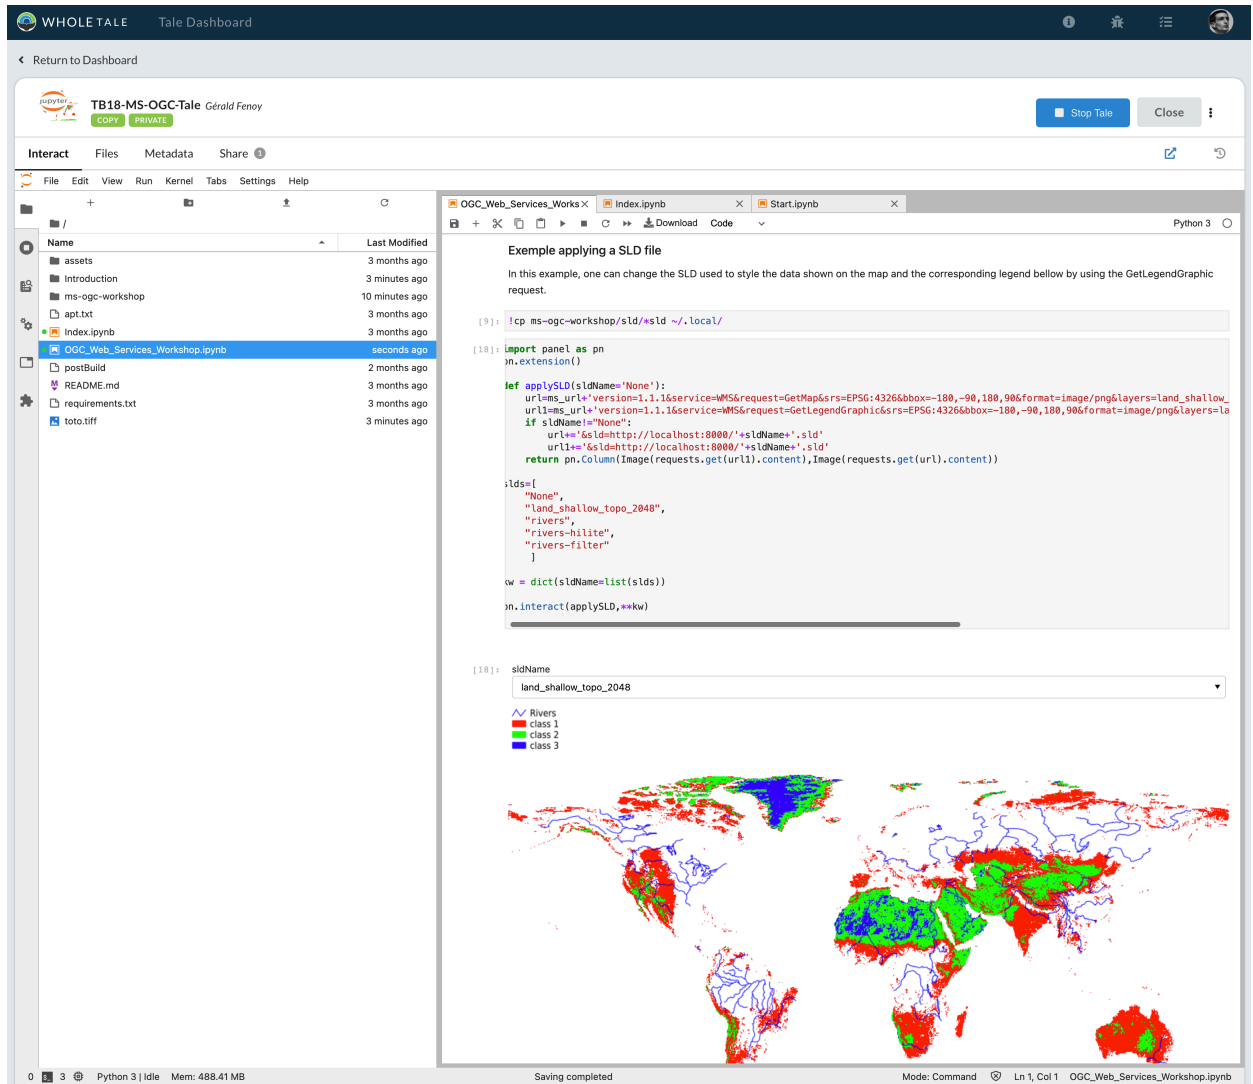 WHOLE TALE Tale Dashboard
Return to Dashboard
jupyter
TB18-MS-OGC-Tale Gérald Fenoy
COPY PRIVATE
Stop Tale Close
Interact Files Metadata Share 1
File Edit View Run Kernel Tabs Settings Help
/
Name Last Modified
assets 3 months ago
Introduction 3 minutes ago
ms-ogc-workshop 10 minutes ago
apt.txt 3 months ago
Index.ipynb 3 months ago
OGC_Web_Services_Workshop.ipynb seconds ago
postBuild 2 months ago
README.md 3 months ago
requirements.txt 3 months ago
toto.tiff 3 minutes ago
OGC_Web_Services_Works Index.ipynb Start.ipynb
Download Code Python 3
Exemple applying a SLD file
In this example, one can change the SLD used to style the data shown on the map and the corresponding legend bellow by using the GetLegendGraphic
request.
[9]: !cp ms-ogc-workshop/sld/*sld ~/.local/
[18]: import panel as pn
pn.extension()
def applySLD(sldName='None'):
url=ms_url+'version=1.1.1&service=WMS&request=GetMap&srs=EPSG:4326&bbox=-180,-90,180,90&format=image/png&layers=land_shallow_
url1=ms_url+'version=1.1.1&service=WMS&request=GetLegendGraphic&srs=EPSG:4326&bbox=-180,-90,180,90&format=image/png&layers=la
if sldName!="None":
url+='&sld=http://localhost:8000/'+sldName+'.sld'
url1+='&sld=http://localhost:8000/'+sldName+'.sld'
return pn.Column(Image(requests.get(url1).content),Image(requests.get(url).content))
slds=[
"None",
"land_shallow_topo_2048",
"rivers",
"rivers-hilite",
"rivers-filter"
]
kw = dict(sldName=list(slds))
pn.interact(applySLD,**kw)
[18]: sldName
land_shallow_topo_2048
Rivers
class 1
class 2
class 3
0 3 Python 3 | Idle Mem: 488.41 MB Saving completed Mode: Command Ln 1, Col 1 OGC_Web_Services_Workshop.ipynb